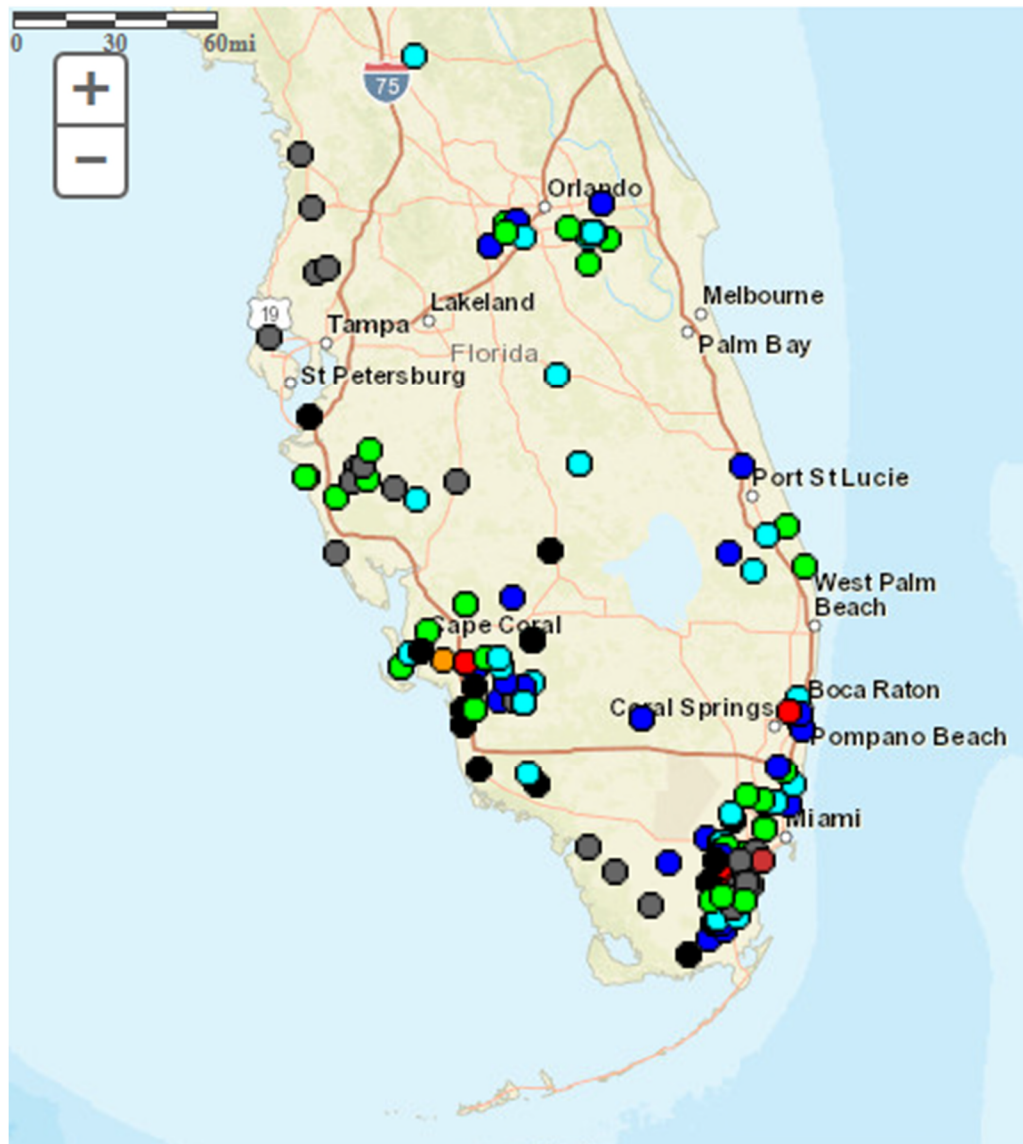 0 30 60mi
+
75
−
Orlando
Melbourne
Lakeland
19
Tampa
Palm Bay
Florida
St Petersburg
Port St Lucie
West Palm
Beach
Cape Coral
Boca Raton
Coral Springs
Pompano Beach
Miami